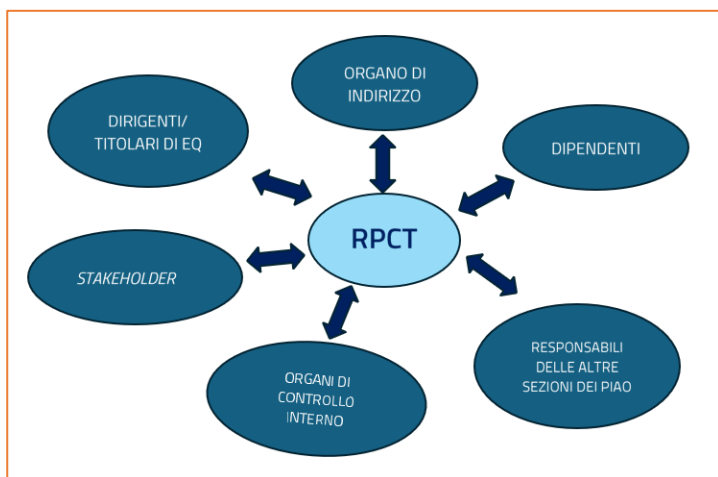 ORGANO DI
INDIRIZZO
DIRIGENTI/
TITOLARI DI EQ
DIPENDENTI
RPCT
STAKEHOLDER
RESPONSABILI
DELLE ALTRE
SEZIONI DEI PIAO
ORGANI DI
CONTROLLO
INTERNO